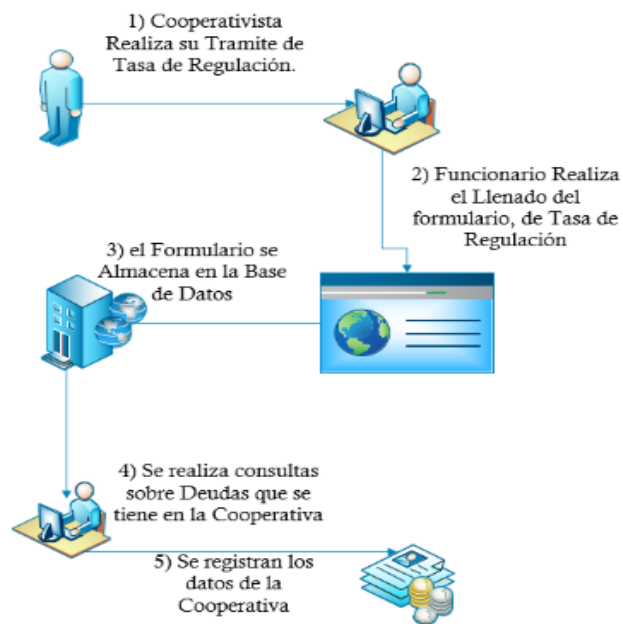 1) Cooperativista
Realiza su Tramite de
Tasa de Regulación.
2) Funcionario Realiza
el Llenado del
formulario, de Tasa de
Regulación
3) el Formulario se
Almacena en la Base
de Datos
4) Se realiza consultas
sobre Deudas que se
tiene en la Cooperativa
5) Se registran los
datos de la
Cooperativa